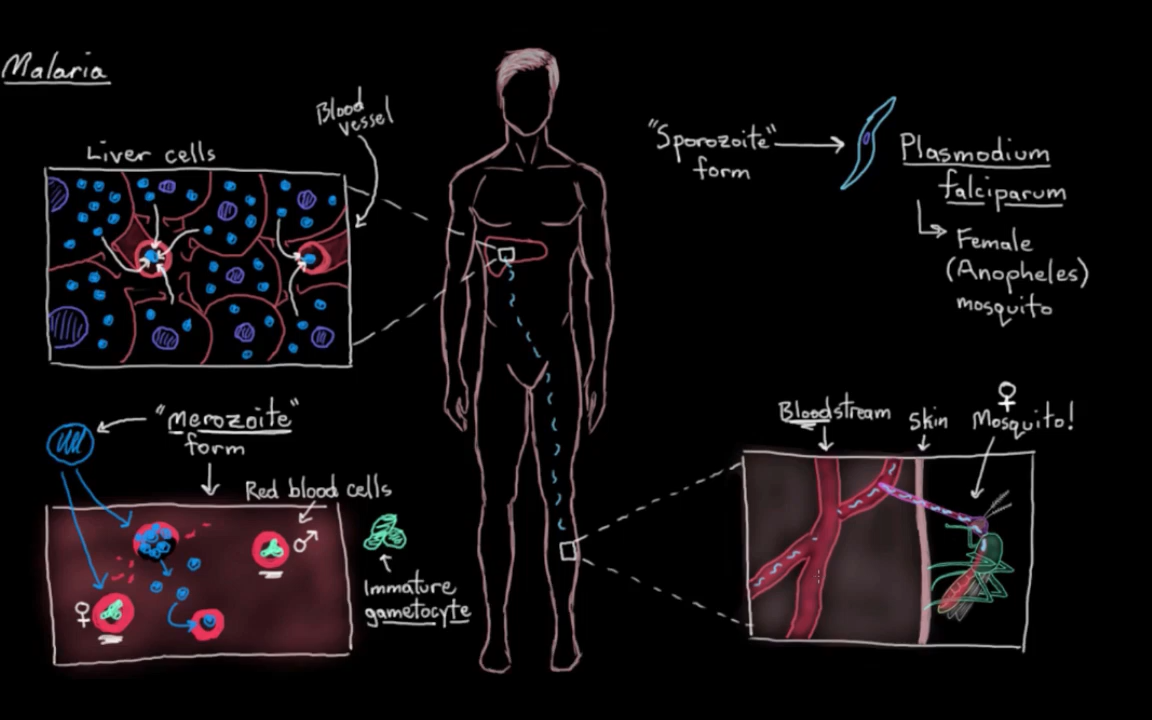 Malaria
Blood
vessel
Liver cells
"Sporozoite"
form
Plasmodium
falciparum
Female
(Anopheles)
mosquito
"Merozoite"
form
Red blood cells
♂
♀
Immature
gametocyte
Bloodstream
Skin
♀
Mosquito!